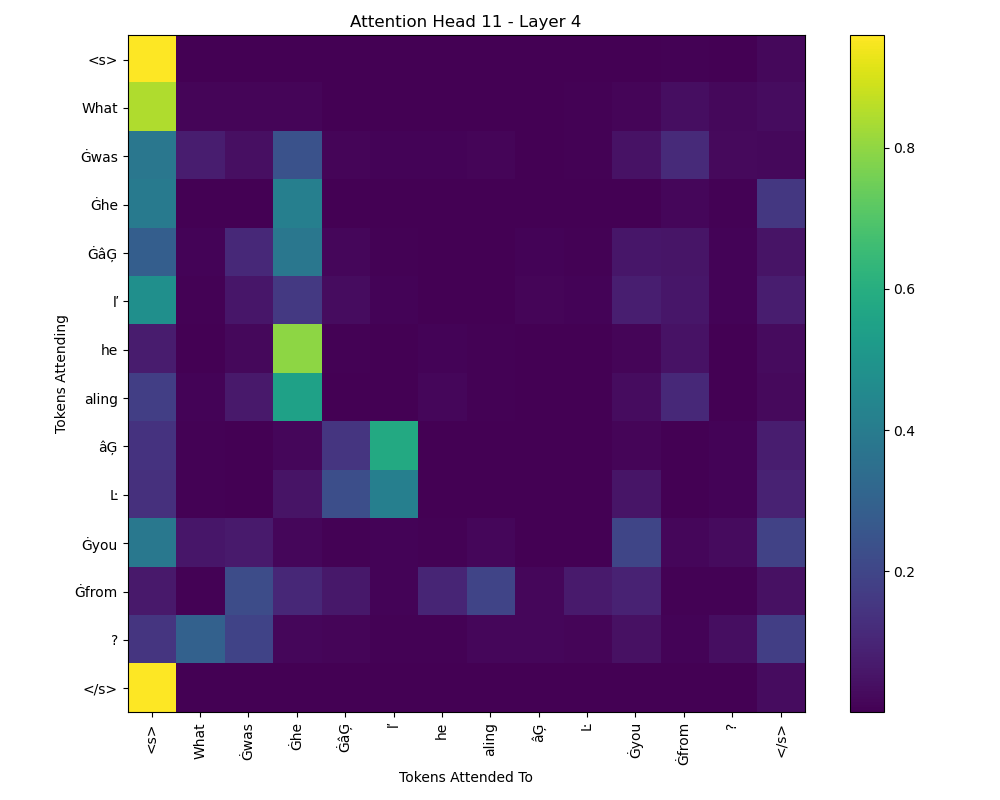 Attention Head 11 - Layer 4
<s>
What
Ġwas
Ġhe
ĠâĢ
ľ
he
aling
âĢ
Ŀ
Ġyou
Ġfrom
?
</s>
Tokens Attending
<s>
What
Ġwas
Ġhe
ĠâĢ
ľ
he
aling
âĢ
Ŀ
Ġyou
Ġfrom
?
</s>
Tokens Attended To
0.8
0.6
0.4
0.2